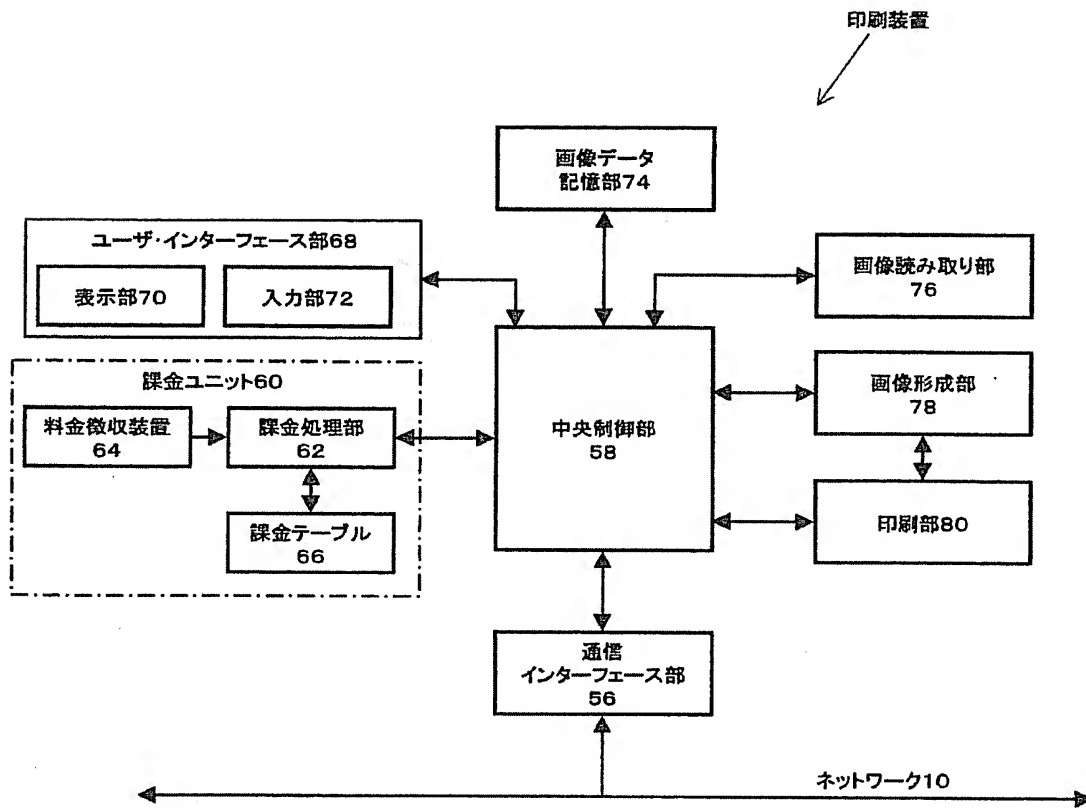 印刷装置
画像データ
記憶部74
ユーザ・インターフェース部68
表示部70
入力部72
画像読み取り部
76
課金ユニット60
料金徴収装置
64
課金処理部
62
課金テーブル
66
中央制御部
58
画像形成部
78
印刷部80
通信
インターフェース部
56
ネットワーク10